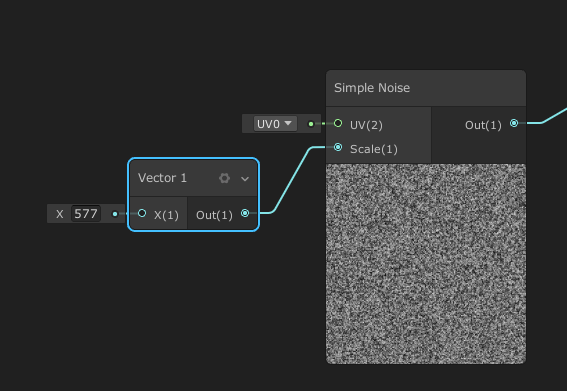 Simple Noise
UV0
UV(2)
Out(1)
Scale(1)
Vector 1
X 577
X(1)
Out(1)